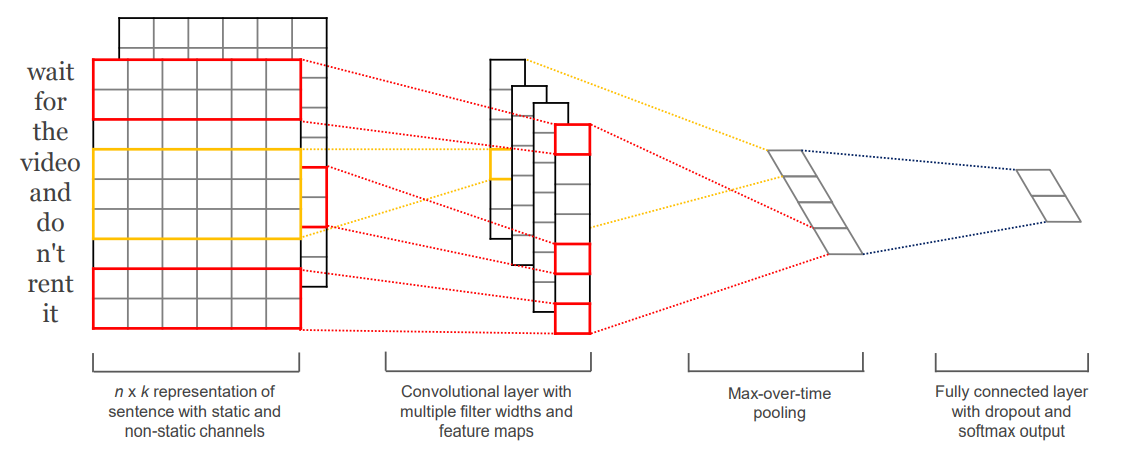 wait
for
the
video
and
do
n't
rent
it
n x k representation of
sentence with static and
non-static channels
Convolutional layer with
multiple filter widths and
feature maps
Max-over-time
pooling
Fully connected layer
with dropout and
softmax output